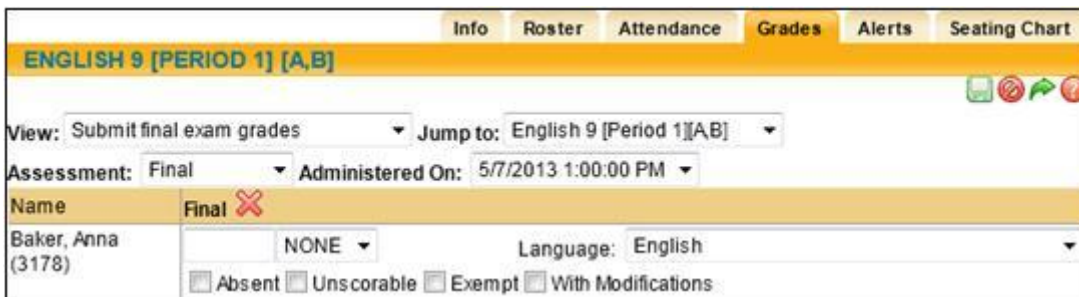 Info Roster Attendance Grades Alerts Seating Chart
ENGLISH 9 [PERIOD 1] [A,B]
View: Submit final exam grades Jump to: English 9 [Period 1][A,B]
Assessment: Final Administered On: 5/7/2013 1:00:00 PM
Name Final
Baker, Anna NONE Language: English
(3178)
Absent Unscorable Exempt With Modifications